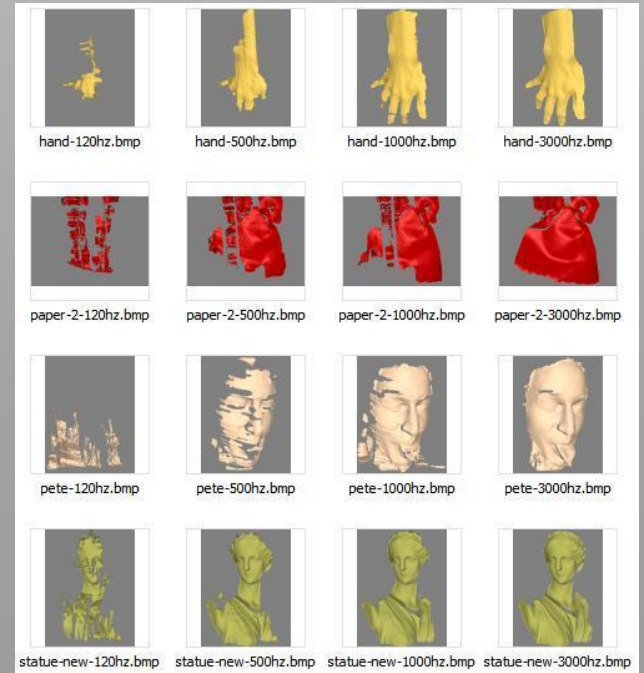 hand-120hz.bmp hand-500hz.bmp hand-1000hz.bmp hand-3000hz.bmp
paper-2-120hz.bmp paper-2-500hz.bmp paper-2-1000hz.bmp paper-2-3000hz.bmp
pete-120hz.bmp pete-500hz.bmp pete-1000hz.bmp pete-3000hz.bmp
statue-new-120hz.bmp statue-new-500hz.bmp statue-new-1000hz.bmp statue-new-3000hz.bmp